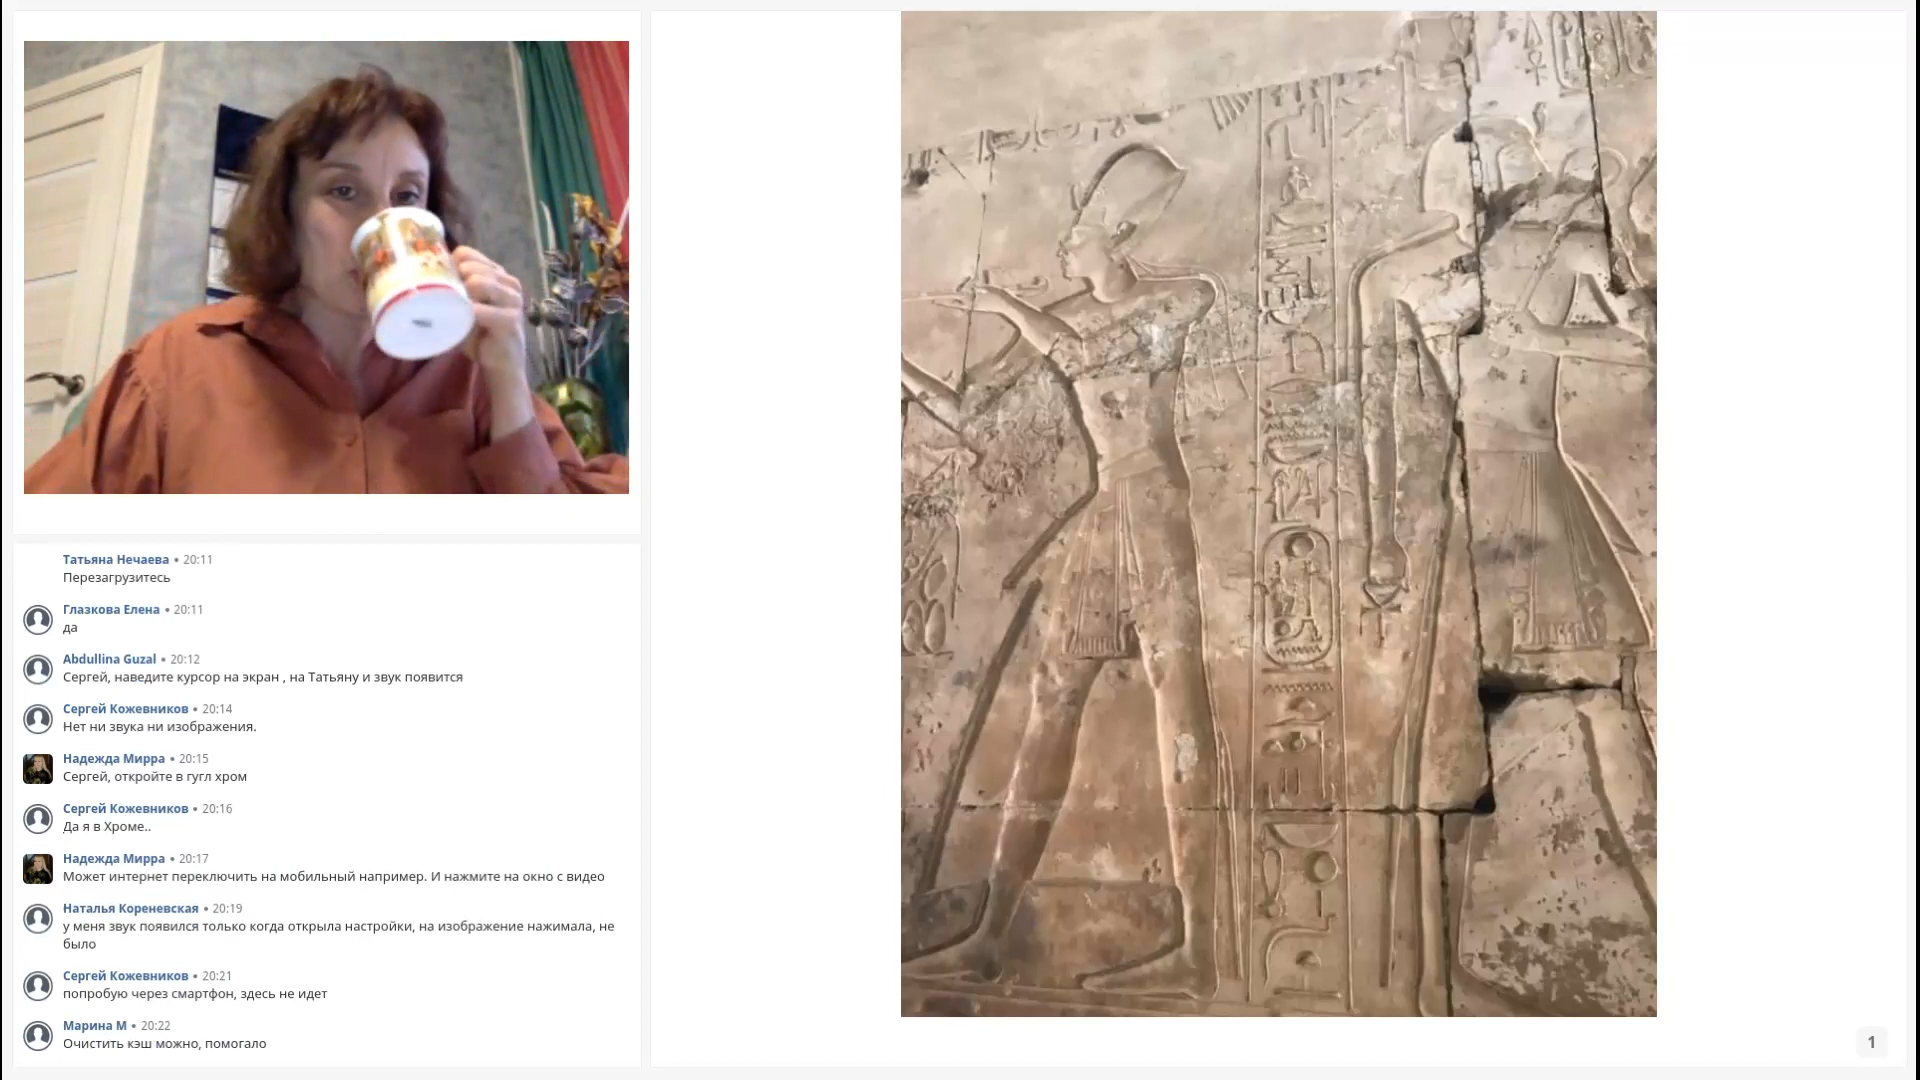 Татьяна Нечаева • 20:11
Перезагрузитесь
Глазкова Елена • 20:11
да
Abdullina Guzal • 20:12
Сергей, наведите курсор на экран , на Татьяну и звук появится
Сергей Кожевников • 20:14
Нет ни звука ни изображения.
Надежда Мирра • 20:15
Сергей, откройте в гугл хром
Сергей Кожевников • 20:16
Да я в Хроме..
Надежда Мирра • 20:17
Может интернет переключить на мобильный например. И нажмите на окно с видео
Наталья Кореневская • 20:19
у меня звук появился только когда открыла настройки, на изображение нажимала, не
было
Сергей Кожевников • 20:21
попробую через смартфон, здесь не идет
Марина М • 20:22
Очистить кэш можно, помогало
1